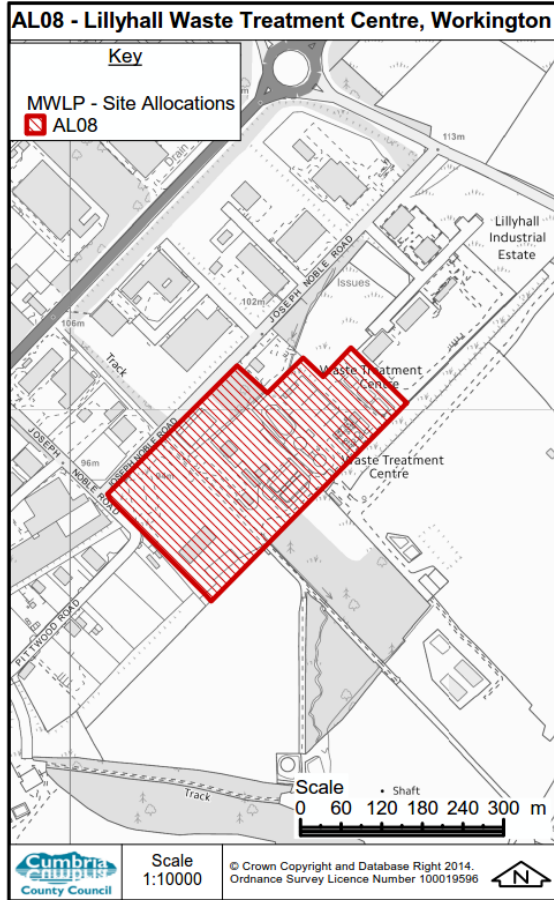 AL08 - Lillyhall Waste Treatment Centre, Workington
Key
MWLP - Site Allocations
AL08
Drain
113m
Lillyhall
Industrial
Estate
JOSEPH NOBLE ROAD
Issues
102m
106m
Track
Waste Treatment
Centre
JOSEPH NOBLE ROAD
JOSEPH NOBLE ROAD
96m
94m
Waste Treatment
Centre
PITTWOOD ROAD
Track
Shaft
Scale
0 60 120 180 240 300 m
Cumbria
County Council
Scale
1:10000
© Crown Copyright and Database Right 2014.
Ordnance Survey Licence Number 100019596
N